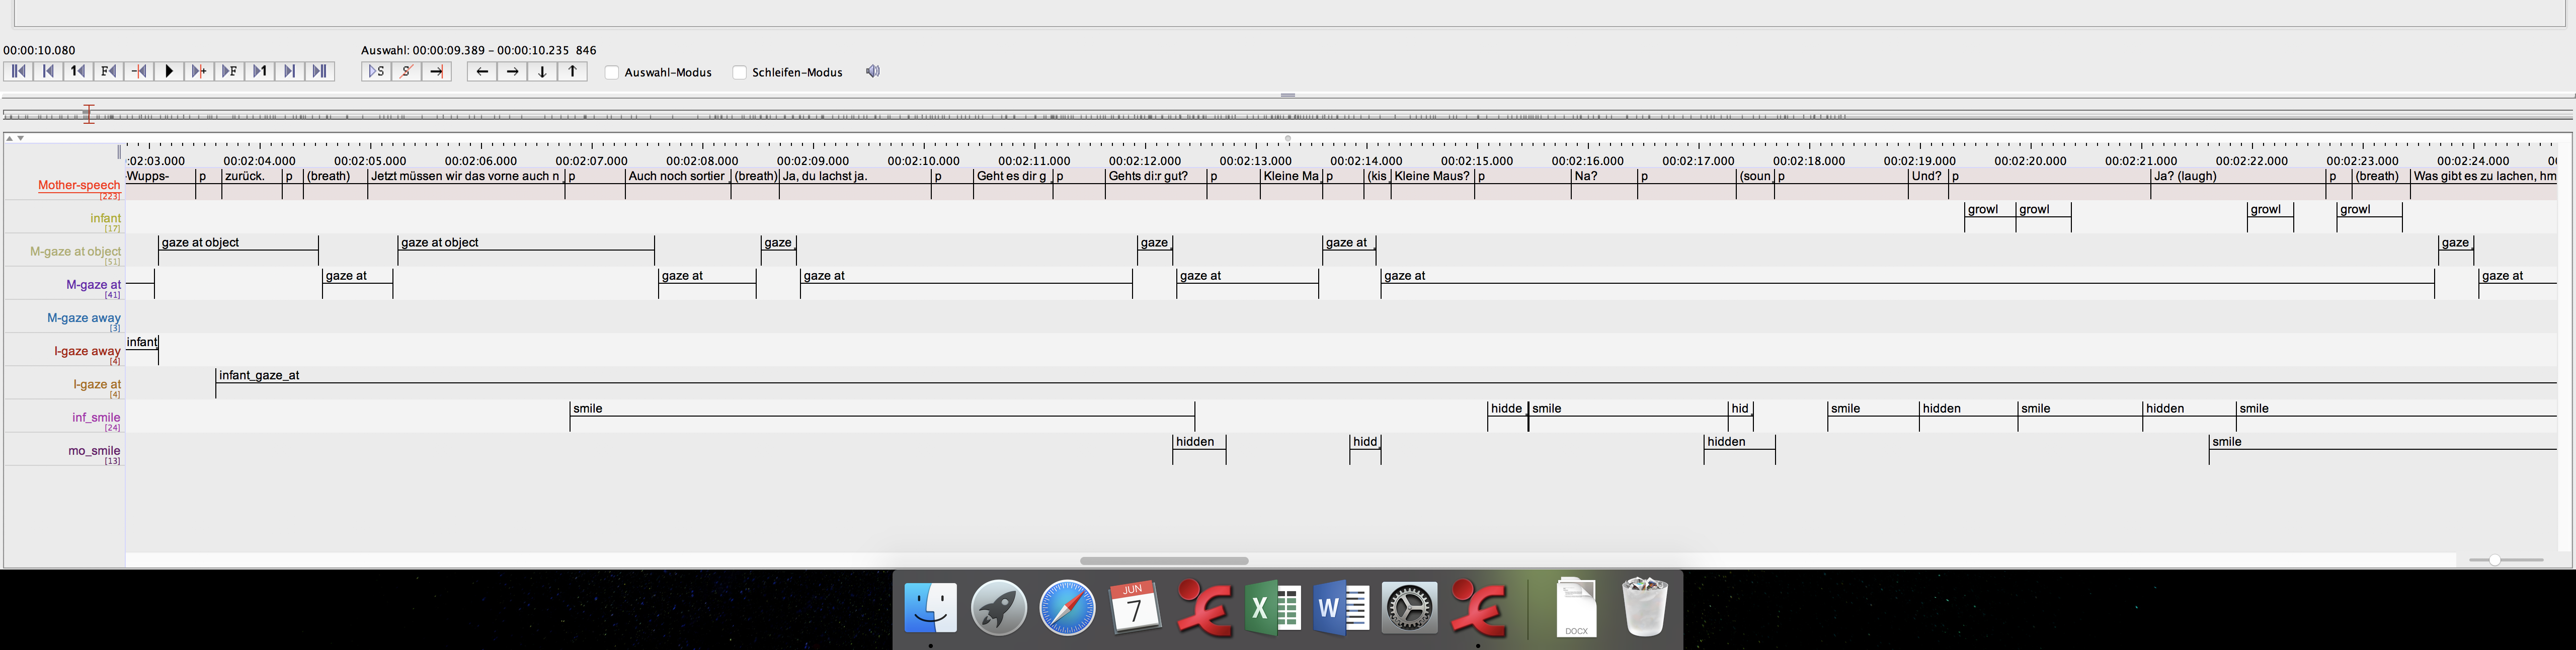 00:00:10.080 Auswahl: 00:00:09.389 – 00:00:10.235 846
1 F F 1 S S Auswahl-Modus Schleifen-Modus
:02:03.000 00:02:04.000 00:02:05.000 00:02:06.000 00:02:07.000 00:02:08.000 00:02:09.000 00:02:10.000 00:02:11.000 00:02:12.000 00:02:13.000 00:02:14.000 00:02:15.000 00:02:16.000 00:02:17.000 00:02:18.000 00:02:19.000 00:02:20.000 00:02:21.000 00:02:22.000 00:02:23.000 00:02:24.000 0
Mother-speech Wupps- p zurück. p (breath) Jetzt müssen wir das vorne auch n p Auch noch sortier (breath) Ja, du lachst ja. p Geht es dir g p Gehts di:r gut? p Kleine Ma p (kis Kleine Maus? p Na? p (soun p Und? p Ja? (laugh) p (breath) Was gibt es zu lachen, hm
[223]
infant growl growl growl growl
[17]
M-gaze at object gaze at object gaze at object gaze gaze gaze at gaze
[51]
M-gaze at gaze at gaze at gaze at gaze at gaze at gaze at
[41]
M-gaze away
[3]
I-gaze away infant
[4]
I-gaze at infant_gaze_at
[4]
inf_smile smile hidde smile hid smile hidden smile hidden smile
[24]
mo_smile hidden hidd hidden smile
[13]
JUN
7
X
W
DOCX